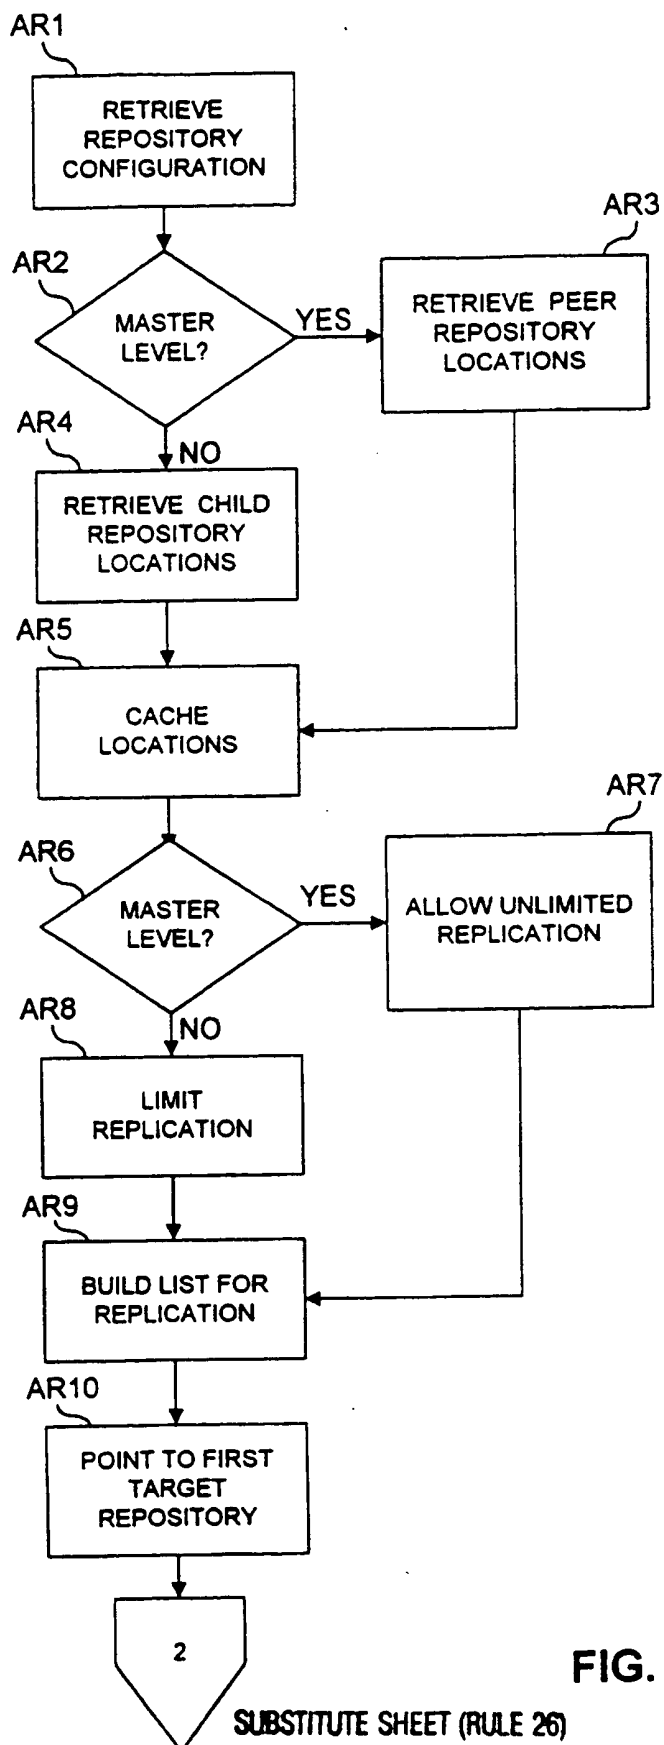 AR1
RETRIEVE
REPOSITORY
CONFIGURATION
AR2
MASTER
LEVEL?
YES
AR3
RETRIEVE PEER
REPOSITORY
LOCATIONS
NO
AR4
RETRIEVE CHILD
REPOSITORY
LOCATIONS
AR5
CACHE
LOCATIONS
AR6
MASTER
LEVEL?
YES
AR7
ALLOW UNLIMITED
REPLICATION
NO
AR8
LIMIT
REPLICATION
AR9
BUILD LIST FOR
REPLICATION
AR10
POINT TO FIRST
TARGET
REPOSITORY
2
FIG.
SUBSTITUTE SHEET (RULE 26)